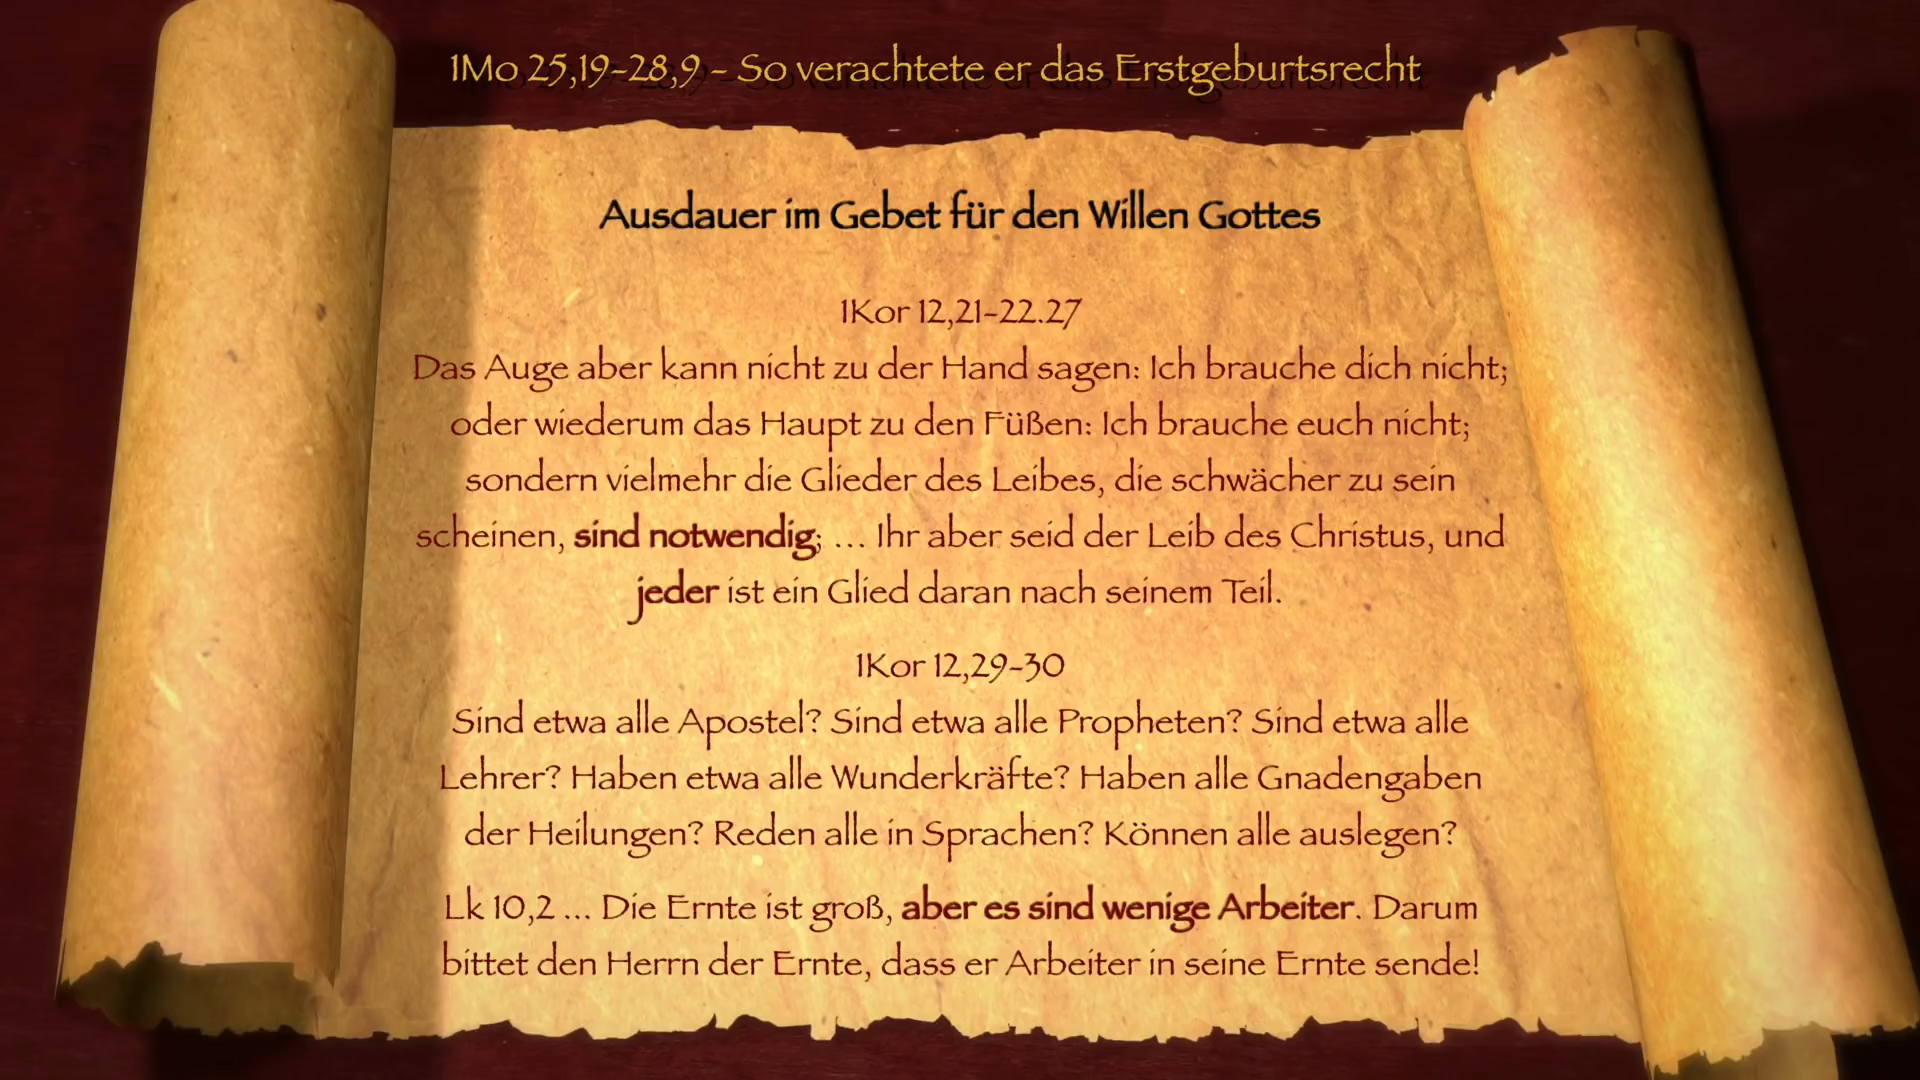 1Mo 25,19-28,9 - So verachtete er das Erstgeburtsrecht
Ausdauer im Gebet für den Willen Gottes
1Kor 12,21-22.27
Das Auge aber kann nicht zu der Hand sagen: Ich brauche dich nicht;
oder wiederum das Haupt zu den Füßen: Ich brauche euch nicht;
sondern vielmehr die Glieder des Leibes, die schwächer zu sein
scheinen, sind notwendig; ... Ihr aber seid der Leib des Christus, und
jeder ist ein Glied daran nach seinem Teil.
1Kor 12,29-30
Sind etwa alle Apostel? Sind etwa alle Propheten? Sind etwa alle
Lehrer? Haben etwa alle Wunderkräfte? Haben alle Gnadengaben
der Heilungen? Reden alle in Sprachen? Können alle auslegen?
Lk 10,2 ... Die Ernte ist groß, aber es sind wenige Arbeiter. Darum
bittet den Herrn der Ernte, dass er Arbeiter in seine Ernte sende!